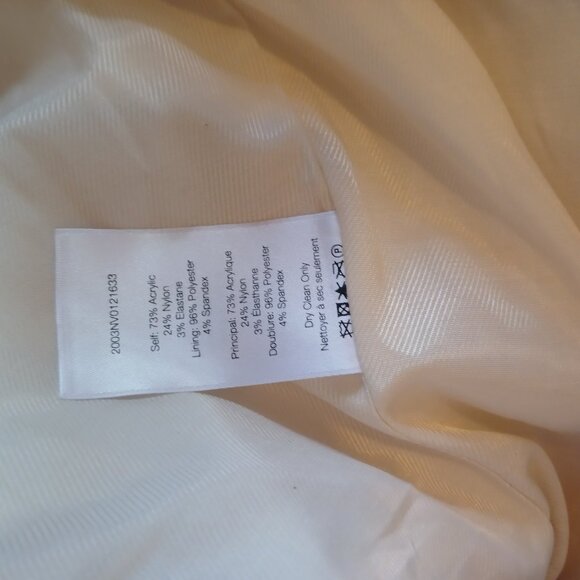 2003NV0121633
Self: 73% Acrylic
24% Nylon
3% Elastane
Lining: 96% Polyester
4% Spandex
Principal: 73% Acrylique
24% Nylon
3% Elasthanne
Doublure: 96% Polyester
4% Spandex
Dry Clean Only
Nettoyer à sec seulement
P